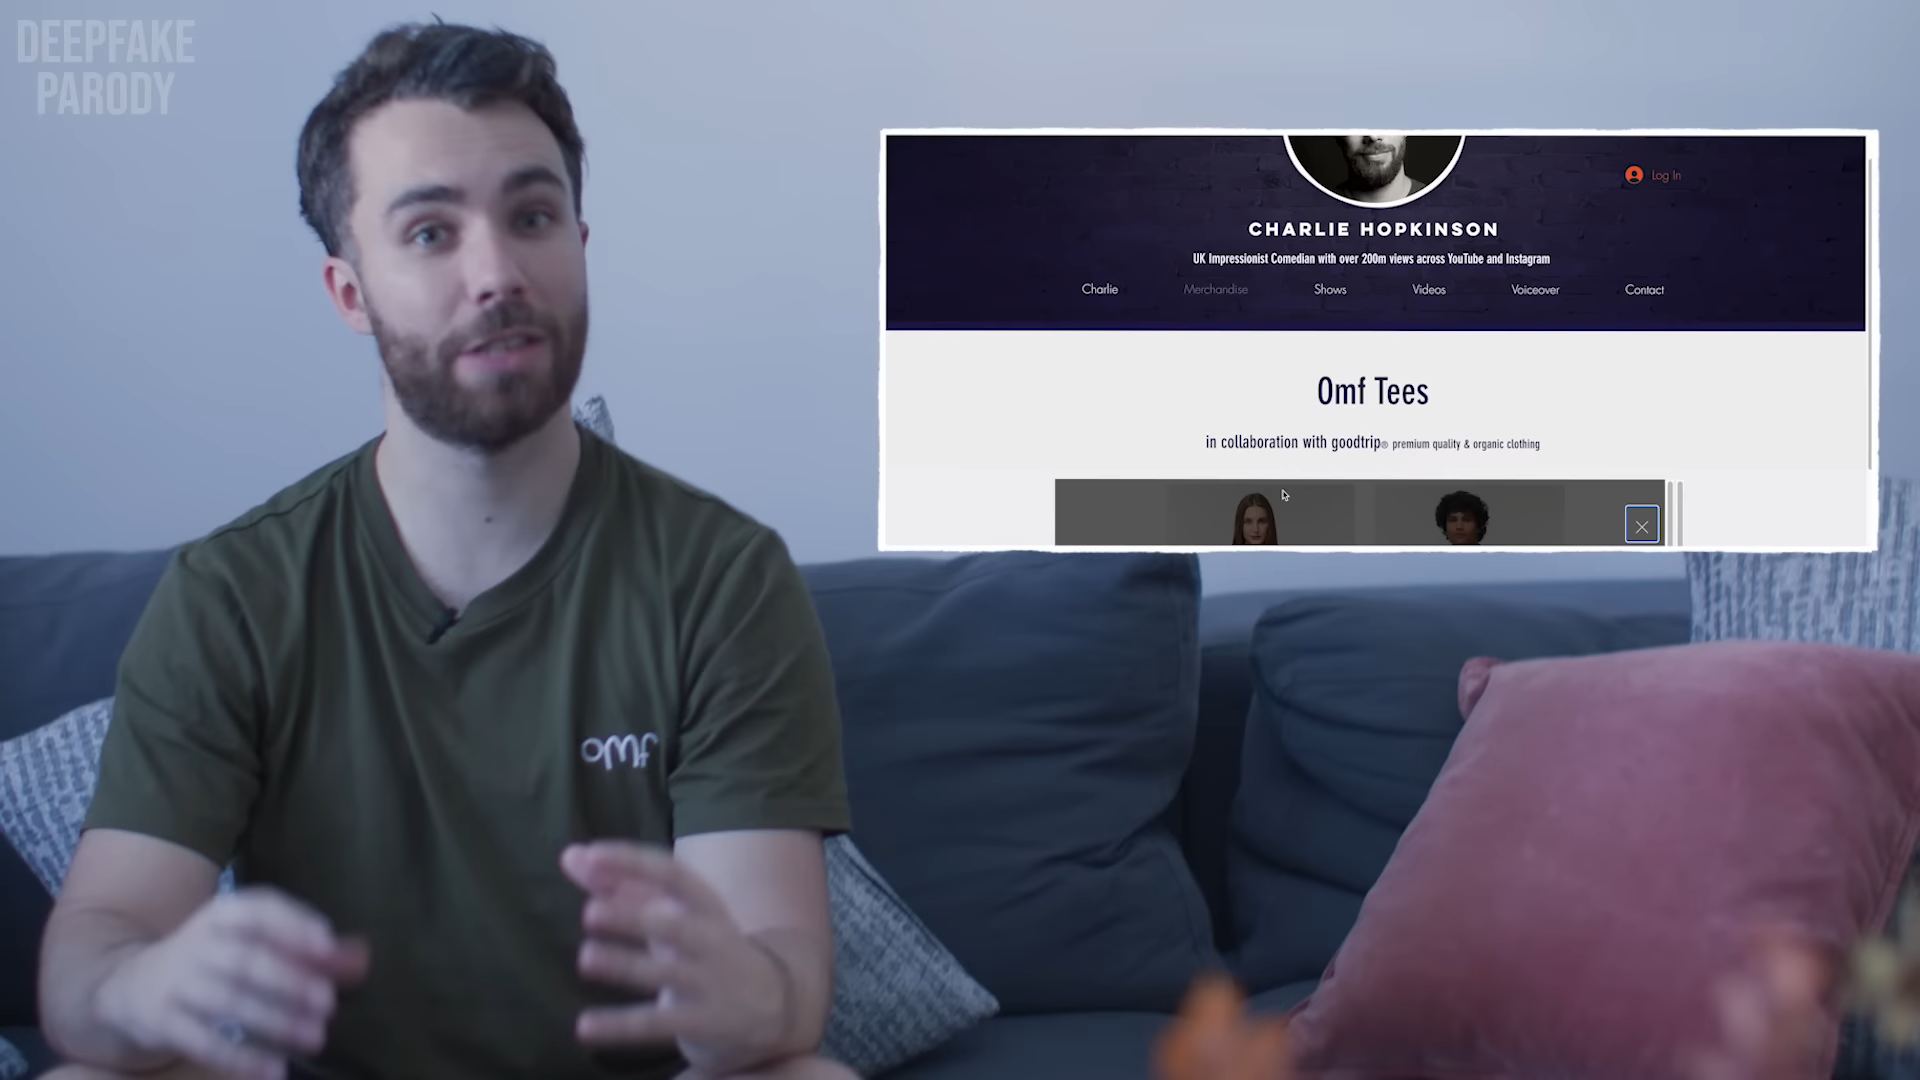 DEEPFAKE
PARODY
Log In
CHARLIE HOPKINSON
UK Impressionist Comedian with over 200m views across YouTube and Instagram
Charlie Merchandise Shows Videos Voiceover Contact
Omf Tees
in collaboration with goodtrip® premium quality & organic clothing
omf